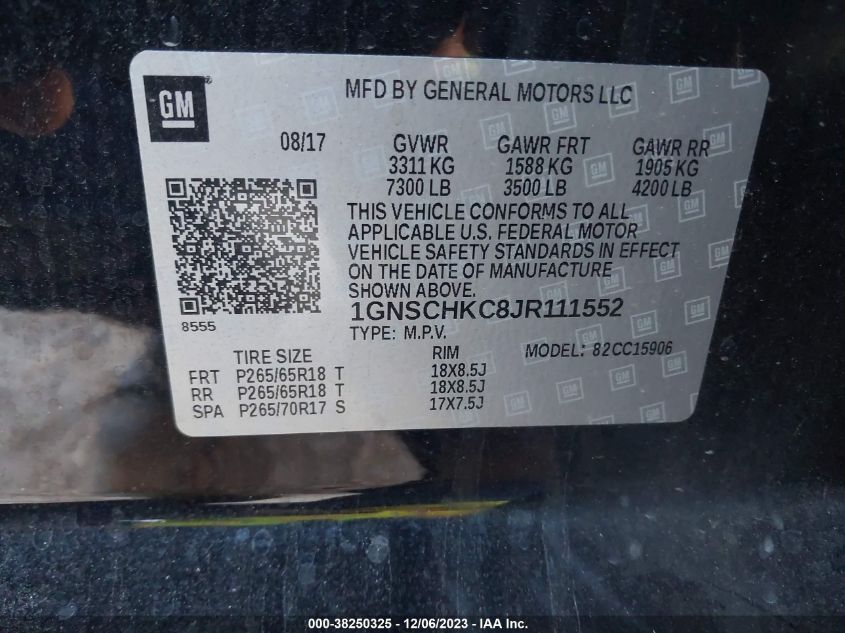 GM
MFD BY GENERAL MOTORS LLC
08/17 GVWR GAWR FRT GAWR RR
3311 KG 1588 KG 1905 KG
7300 LB 3500 LB 4200 LB
THIS VEHICLE CONFORMS TO ALL
APPLICABLE U.S. FEDERAL MOTOR
VEHICLE SAFETY STANDARDS IN EFFECT
ON THE DATE OF MANUFACTURE
SHOWN ABOVE.
8555
1GNSCHKC8JR111552
TYPE: M.P.V. MODEL: 82CC15906
TIRE SIZE RIM
FRT P265/65R18 T 18X8.5J
RR P265/65R18 T 18X8.5J
SPA P265/70R17 S 17X7.5J
000-38250325 - 12/06/2023 - IAA Inc.